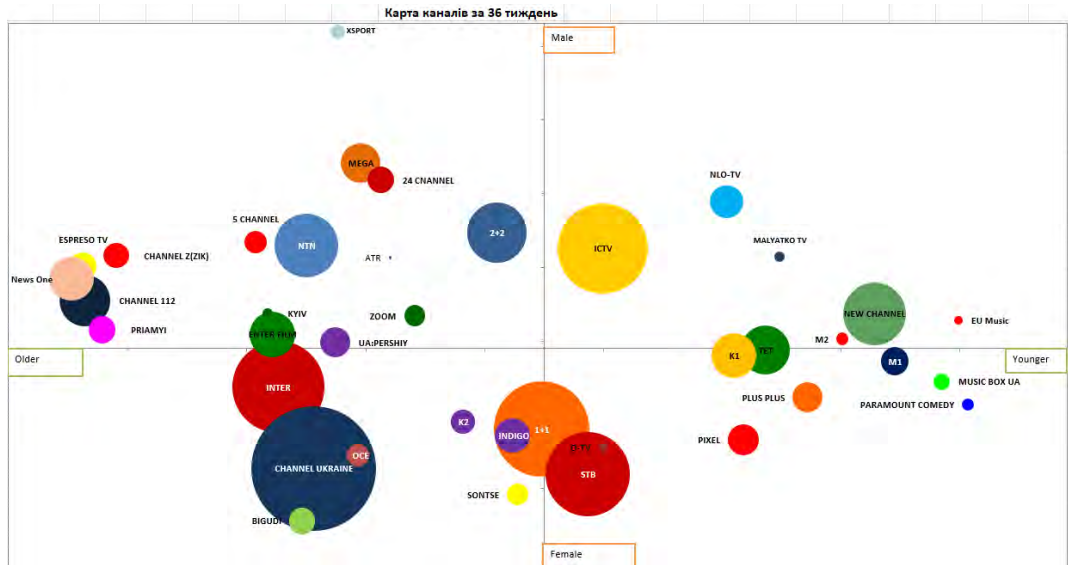 Карта каналів за 36 тиждень
XSPORT
Male
MEGA
24 CNANNEL
NLO-TV
5 CHANNEL
NTN
2+2
ICTV
ESPRESO TV
CHANNEL Z(ZIK)
ATR
MALYATKO TV
News One
CHANNEL 112
KYIV
ZOOM
NEW CHANNEL
EU Music
PRIAMYI
ENTER FILM
UA:PERSHIY
M2
Older
K1
TET
M1
Younger
INTER
MUSIC BOX UA
PLUS PLUS
PARAMOUNT COMEDY
K2
INDIGO
1+1
PIXEL
OCE
CHANNEL UKRAINE
STB
SONTSE
BIGUDI
Female